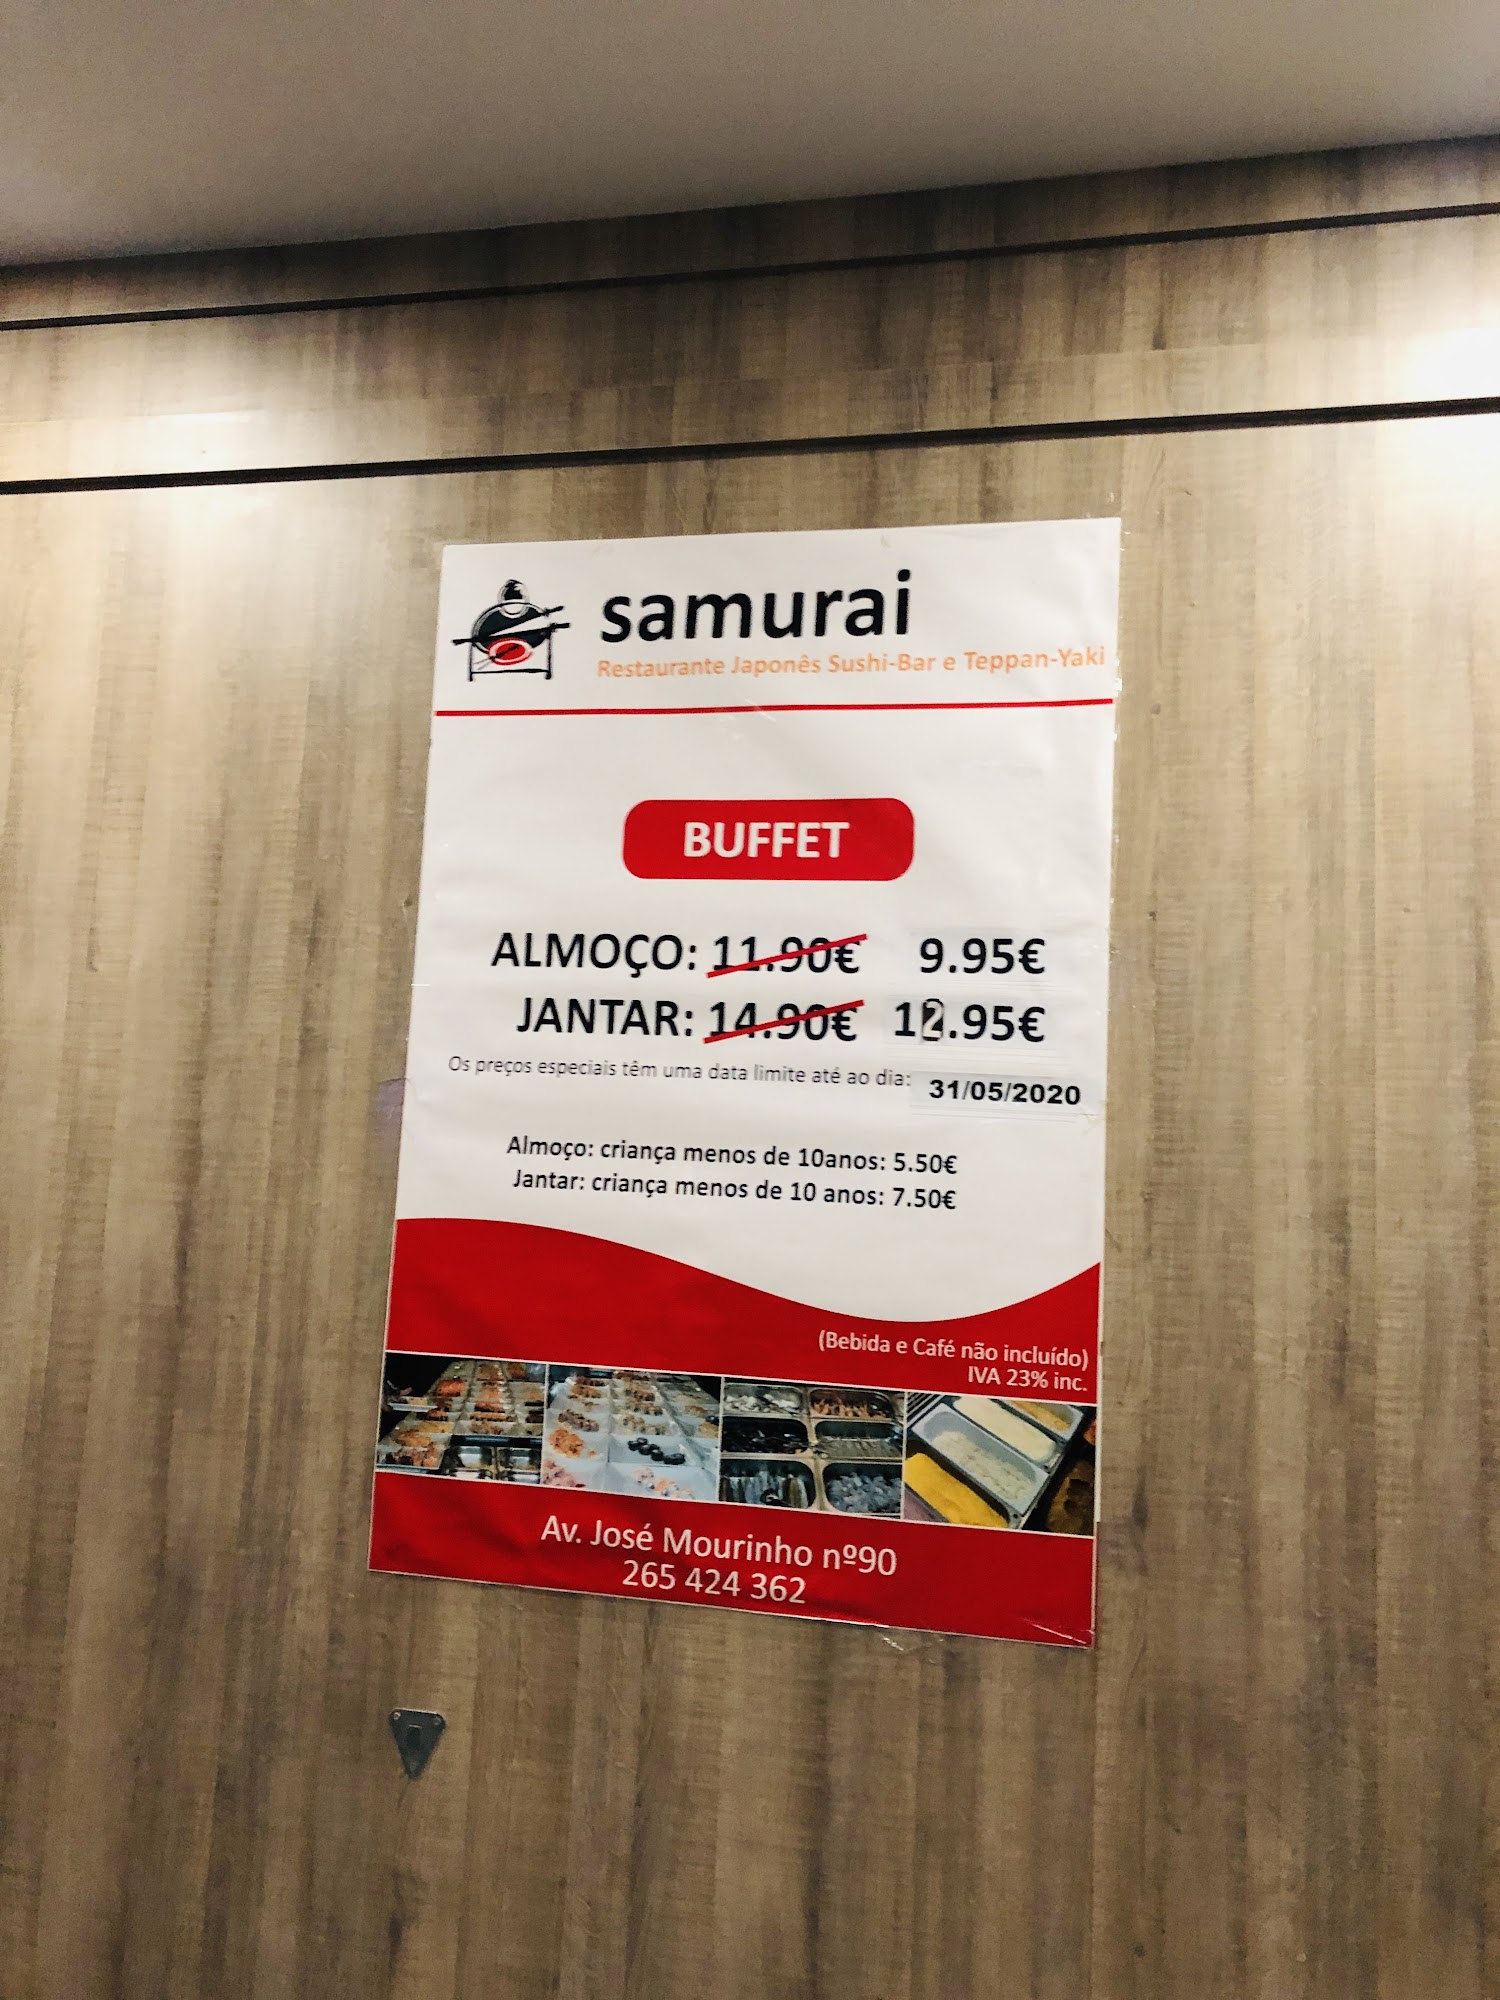 samurai
Restaurante Japonês Sushi-Bar e Teppan-Yaki
BUFFET
ALMOÇO: 11.90€ 9.95€
JANTAR: 14.90€ 12.95€
Os preços especiais têm uma data limite até ao dia: 31/05/2020
Almoço: criança menos de 10anos: 5.50€
Jantar: criança menos de 10 anos: 7.50€
(Bebida e Café não incluído)
IVA 23% inc.
Av. José Mourinho nº90
265 424 362